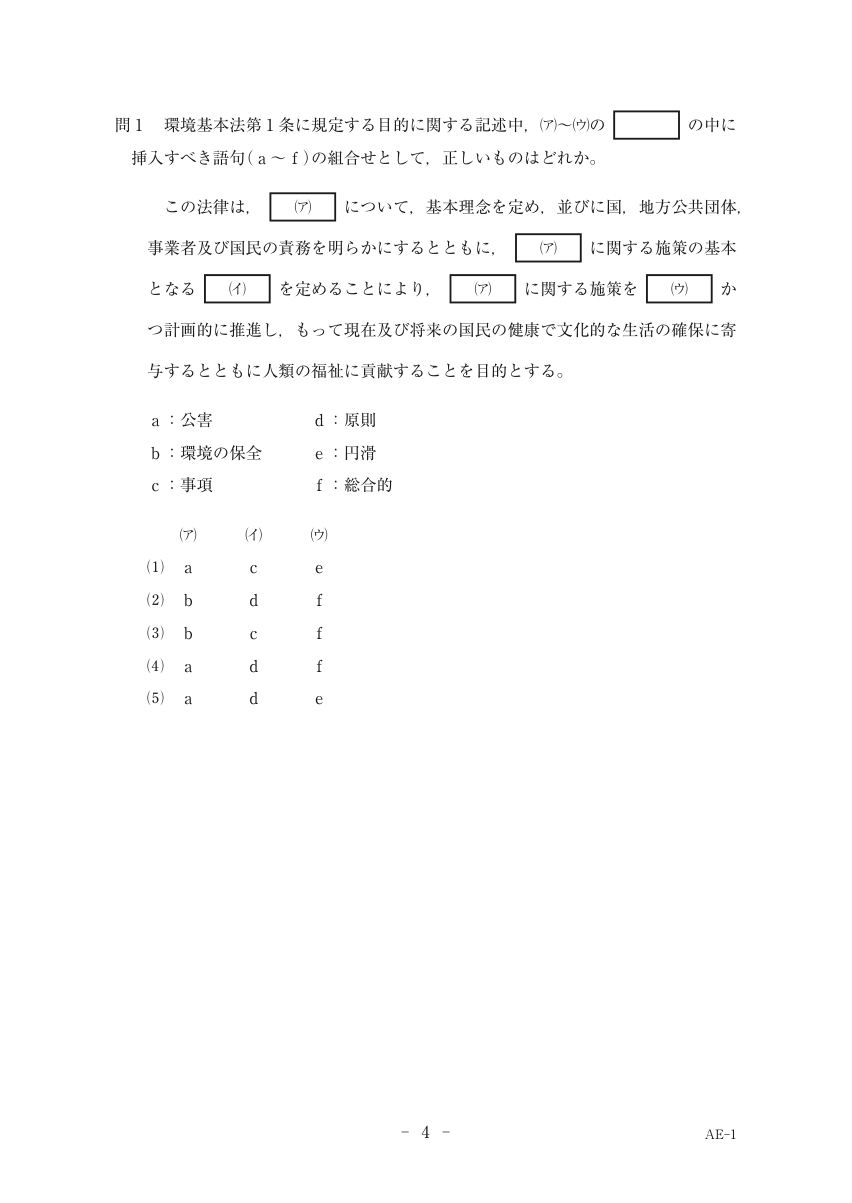 問1 環境基本法第1条に規定する目的に関する記述中，㋐～㋒の の中に
挿入すべき語句(a～f)の組合せとして，正しいものはどれか。
この法律は， (ア) について，基本理念を定め，並びに国，地方公共団体，
事業者及び国民の責務を明らかにするとともに， (ア) に関する施策の基本
となる (イ) を定めることにより， (ア) に関する施策を (ウ) か
つ計画的に推進し，もって現在及び将来の国民の健康で文化的な生活の確保に寄
与するとともに人類の福祉に貢献することを目的とする。
a：公害 d：原則
b：環境の保全 e：円滑
c：事項 f：総合的
(ア) (イ) (ウ)
(1) a c e
(2) b d f
(3) b c f
(4) a d f
(5) a d e
- 4 - AE-1